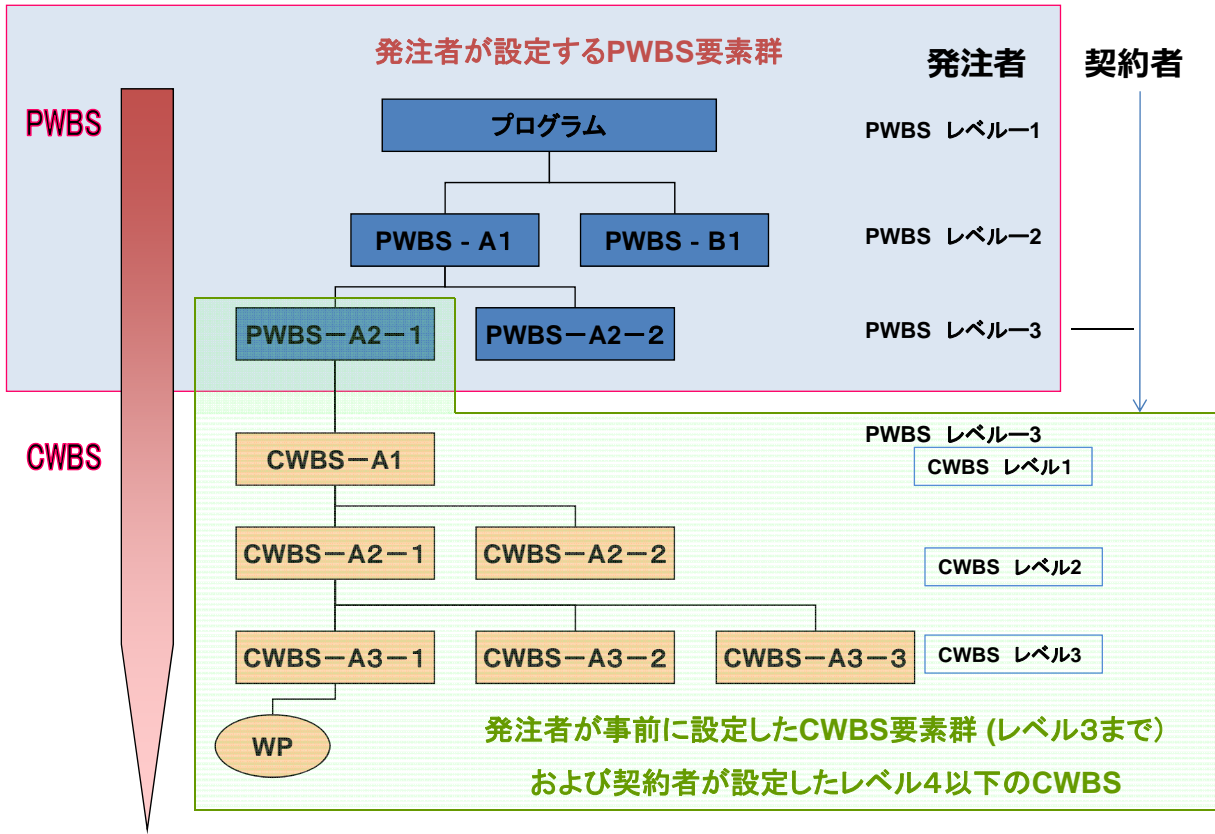 発注者が設定するPWBS要素群
発注者 契約者
PWBS
プログラム
PWBS レベルー1
PWBS - A1
PWBS - B1
PWBS レベルー2
PWBS－A2－1
PWBS－A2－2
PWBS レベルー3
CWBS
PWBS レベルー3
CWBS－A1
CWBS レベル1
CWBS－A2－1
CWBS－A2－2
CWBS レベル2
CWBS－A3－1
CWBS－A3－2
CWBS－A3－3
CWBS レベル3
WP
発注者が事前に設定したCWBS要素群 (レベル３まで）
および契約者が設定したレベル４以下のCWBS